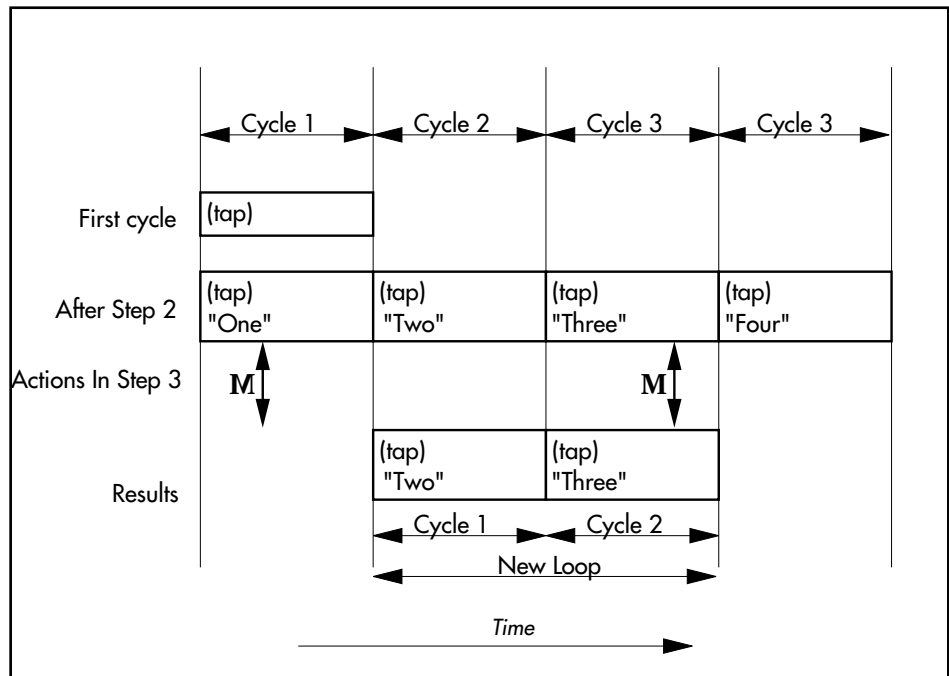 Cycle 1 Cycle 2 Cycle 3 Cycle 3
First cycle (tap)
After Step 2 (tap) (tap) (tap) (tap)
"One" "Two" "Three" "Four"
Actions In Step 3 M M
Results (tap) (tap)
"Two" "Three"
Cycle 1 Cycle 2
New Loop
Time